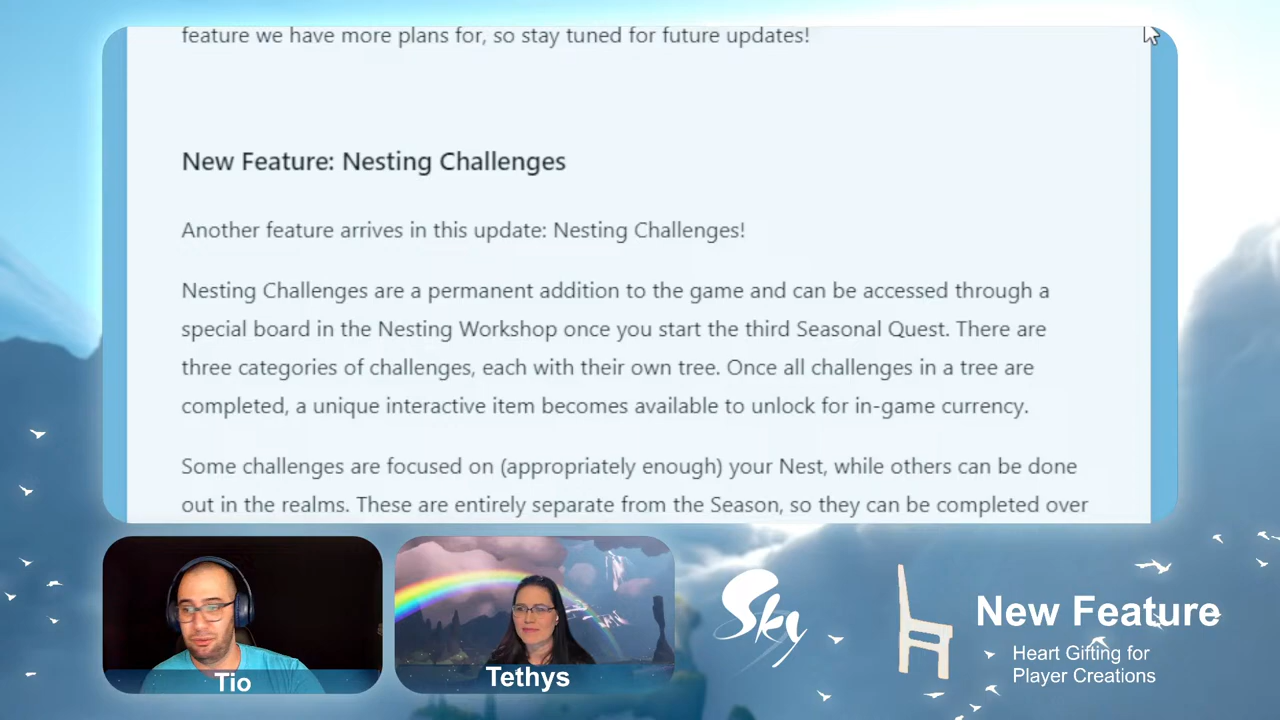 feature we have more plans for, so stay tuned for future updates!
New Feature: Nesting Challenges
Another feature arrives in this update: Nesting Challenges!
Nesting Challenges are a permanent addition to the game and can be accessed through a
special board in the Nesting Workshop once you start the third Seasonal Quest. There are
three categories of challenges, each with their own tree. Once all challenges in a tree are
completed, a unique interactive item becomes available to unlock for in-game currency.
Some challenges are focused on (appropriately enough) your Nest, while others can be done
out in the realms. These are entirely separate from the Season, so they can be completed over
Tio
Tethys
Sky
New Feature
Heart Gifting for
Player Creations